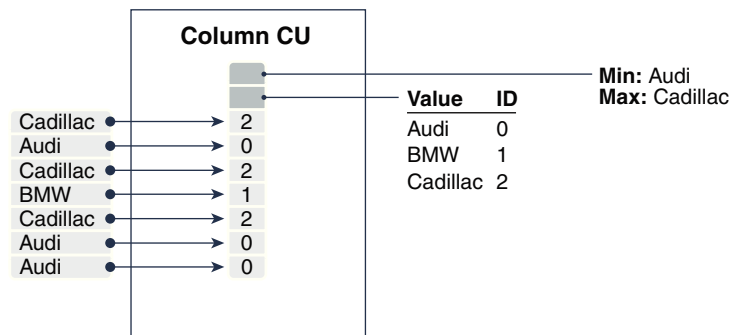 Column CU
Min: Audi
Max: Cadillac
Value ID
Audi 0
BMW 1
Cadillac 2
Cadillac 2
Audi 0
Cadillac 2
BMW 1
Cadillac 2
Audi 0
Audi 0